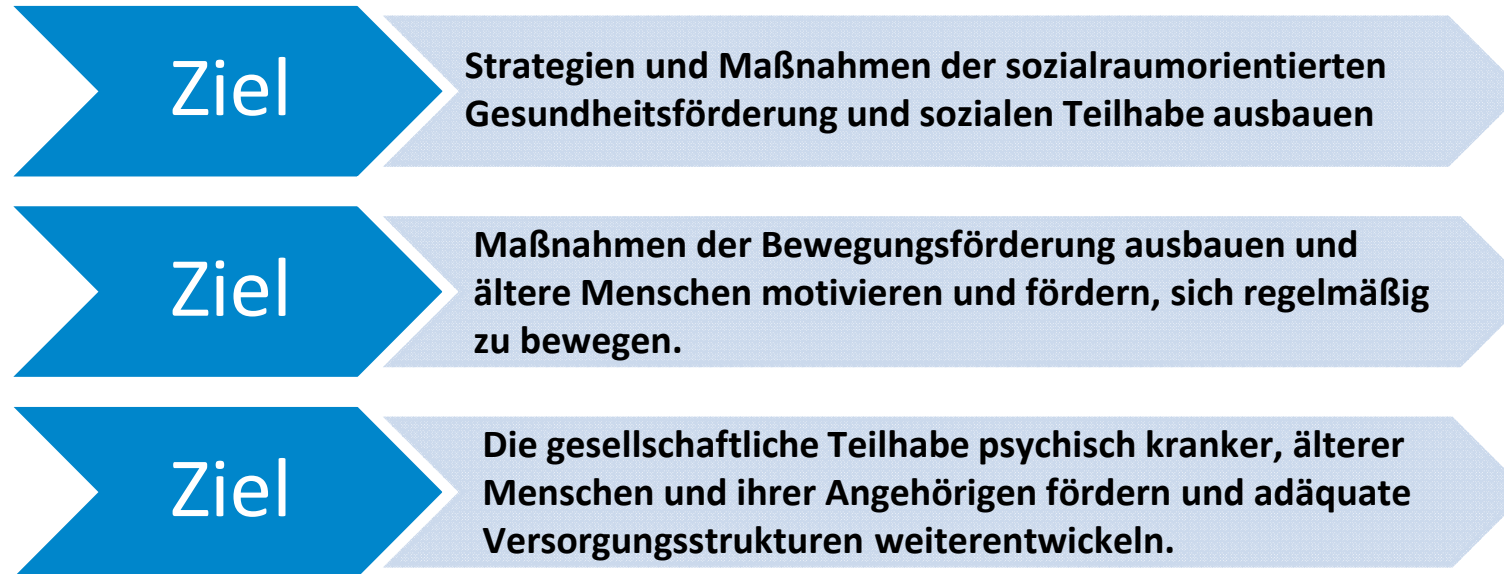 Ziel
Strategien und Maßnahmen der sozialraumorientierten
Gesundheitsförderung und sozialen Teilhabe ausbauen
Ziel
Maßnahmen der Bewegungsförderung ausbauen und
ältere Menschen motivieren und fördern, sich regelmäßig
zu bewegen.
Ziel
Die gesellschaftliche Teilhabe psychisch kranker, älterer
Menschen und ihrer Angehörigen fördern und adäquate
Versorgungsstrukturen weiterentwickeln.